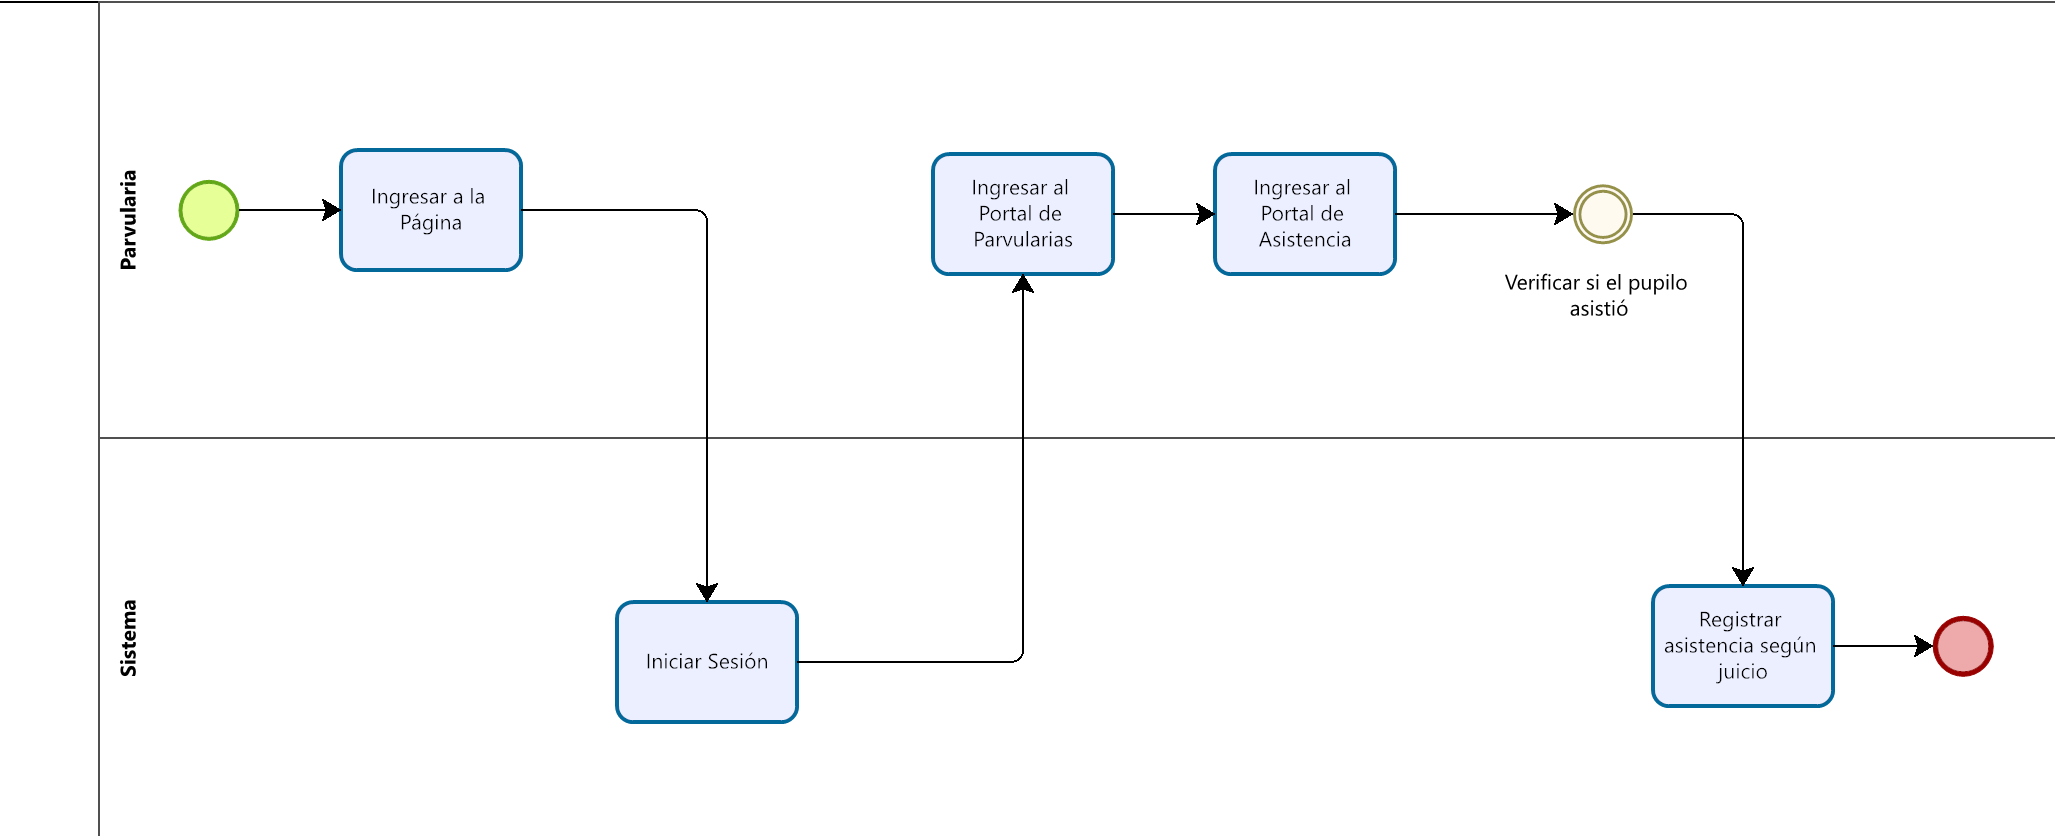 Parvularia
Ingresar a la
Página
Ingresar al
Portal de
Parvularias
Ingresar al
Portal de
Asistencia
Verificar si el pupilo
asistió
Sistema
Iniciar Sesión
Registrar
asistencia según
juicio